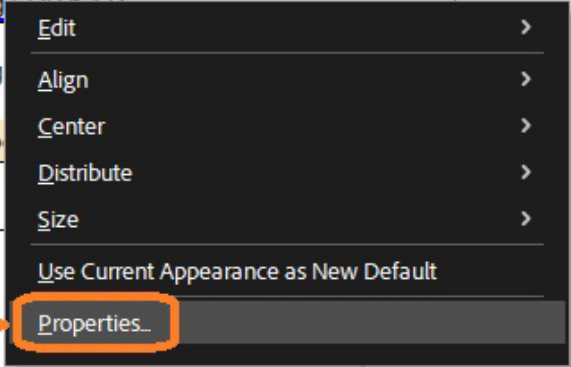 Edit
Align
Center
Distribute
Size
Use Current Appearance as New Default
Properties...